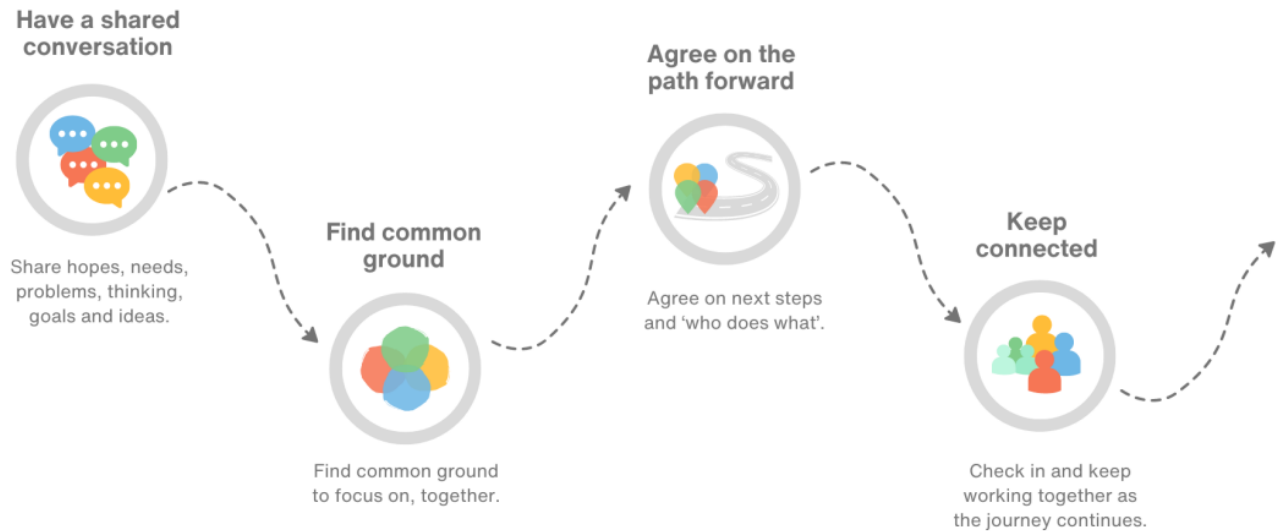 Have a shared
conversation
Share hopes, needs,
problems, thinking,
goals and ideas.
Find common
ground
Find common ground
to focus on, together.
Agree on the
path forward
Agree on next steps
and ‘who does what’.
Keep
connected
Check in and keep
working together as
the journey continues.